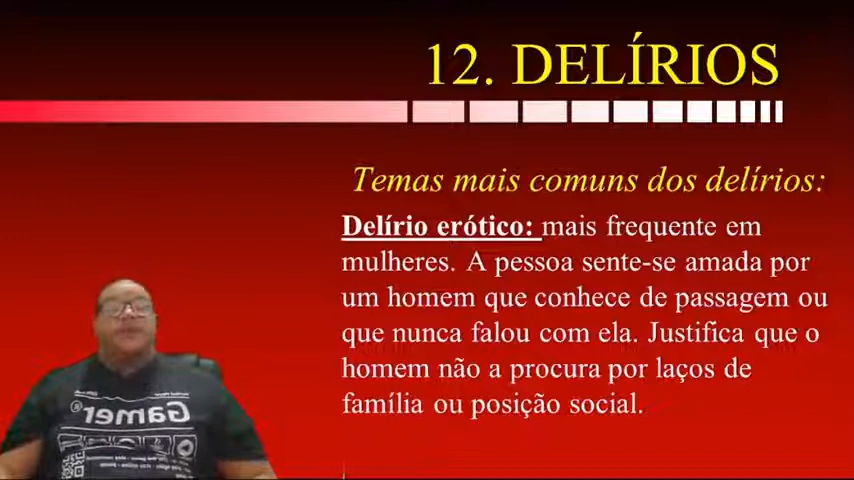 12. DELÍRIOS
Temas mais comuns dos delírios:
Delírio erótico: mais frequente em
mulheres. A pessoa sente-se amada por
um homem que conhece de passagem ou
que nunca falou com ela. Justifica que o
homem não a procura por laços de
família ou posição social.
Gamer®